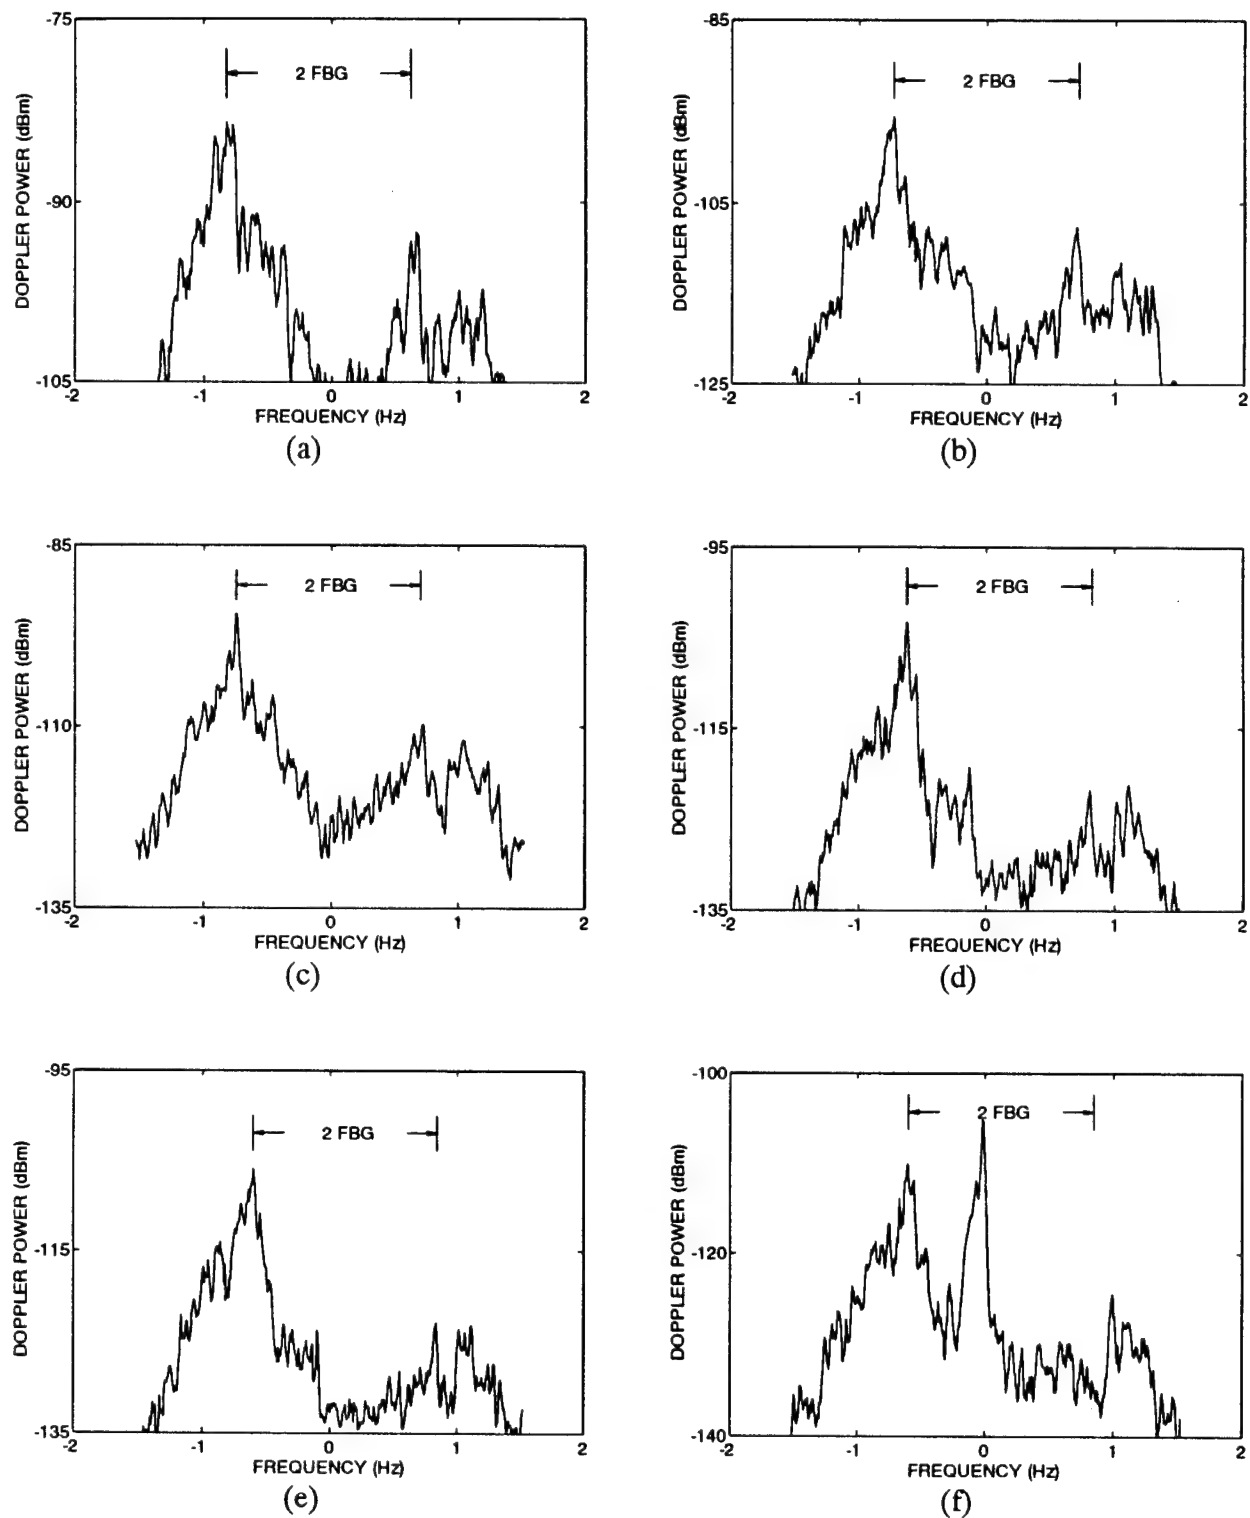 -75
2 FBG
-90
-105
-2
-1
0
1
2
DOPPLER POWER (dBm)
FREQUENCY (Hz)
(a)
-85
2 FBG
-105
-125
-2
-1
0
1
2
DOPPLER POWER (dBm)
FREQUENCY (Hz)
(b)
-85
2 FBG
-110
-135
-2
-1
0
1
2
DOPPLER POWER (dBm)
FREQUENCY (Hz)
(c)
-95
2 FBG
-115
-135
-2
-1
0
1
2
DOPPLER POWER (dBm)
FREQUENCY (Hz)
(d)
-95
2 FBG
-115
-135
-2
-1
0
1
2
DOPPLER POWER (dBm)
FREQUENCY (Hz)
(e)
-100
2 FBG
-120
-140
-2
-1
0
1
2
DOPPLER POWER (dBm)
FREQUENCY (Hz)
(f)